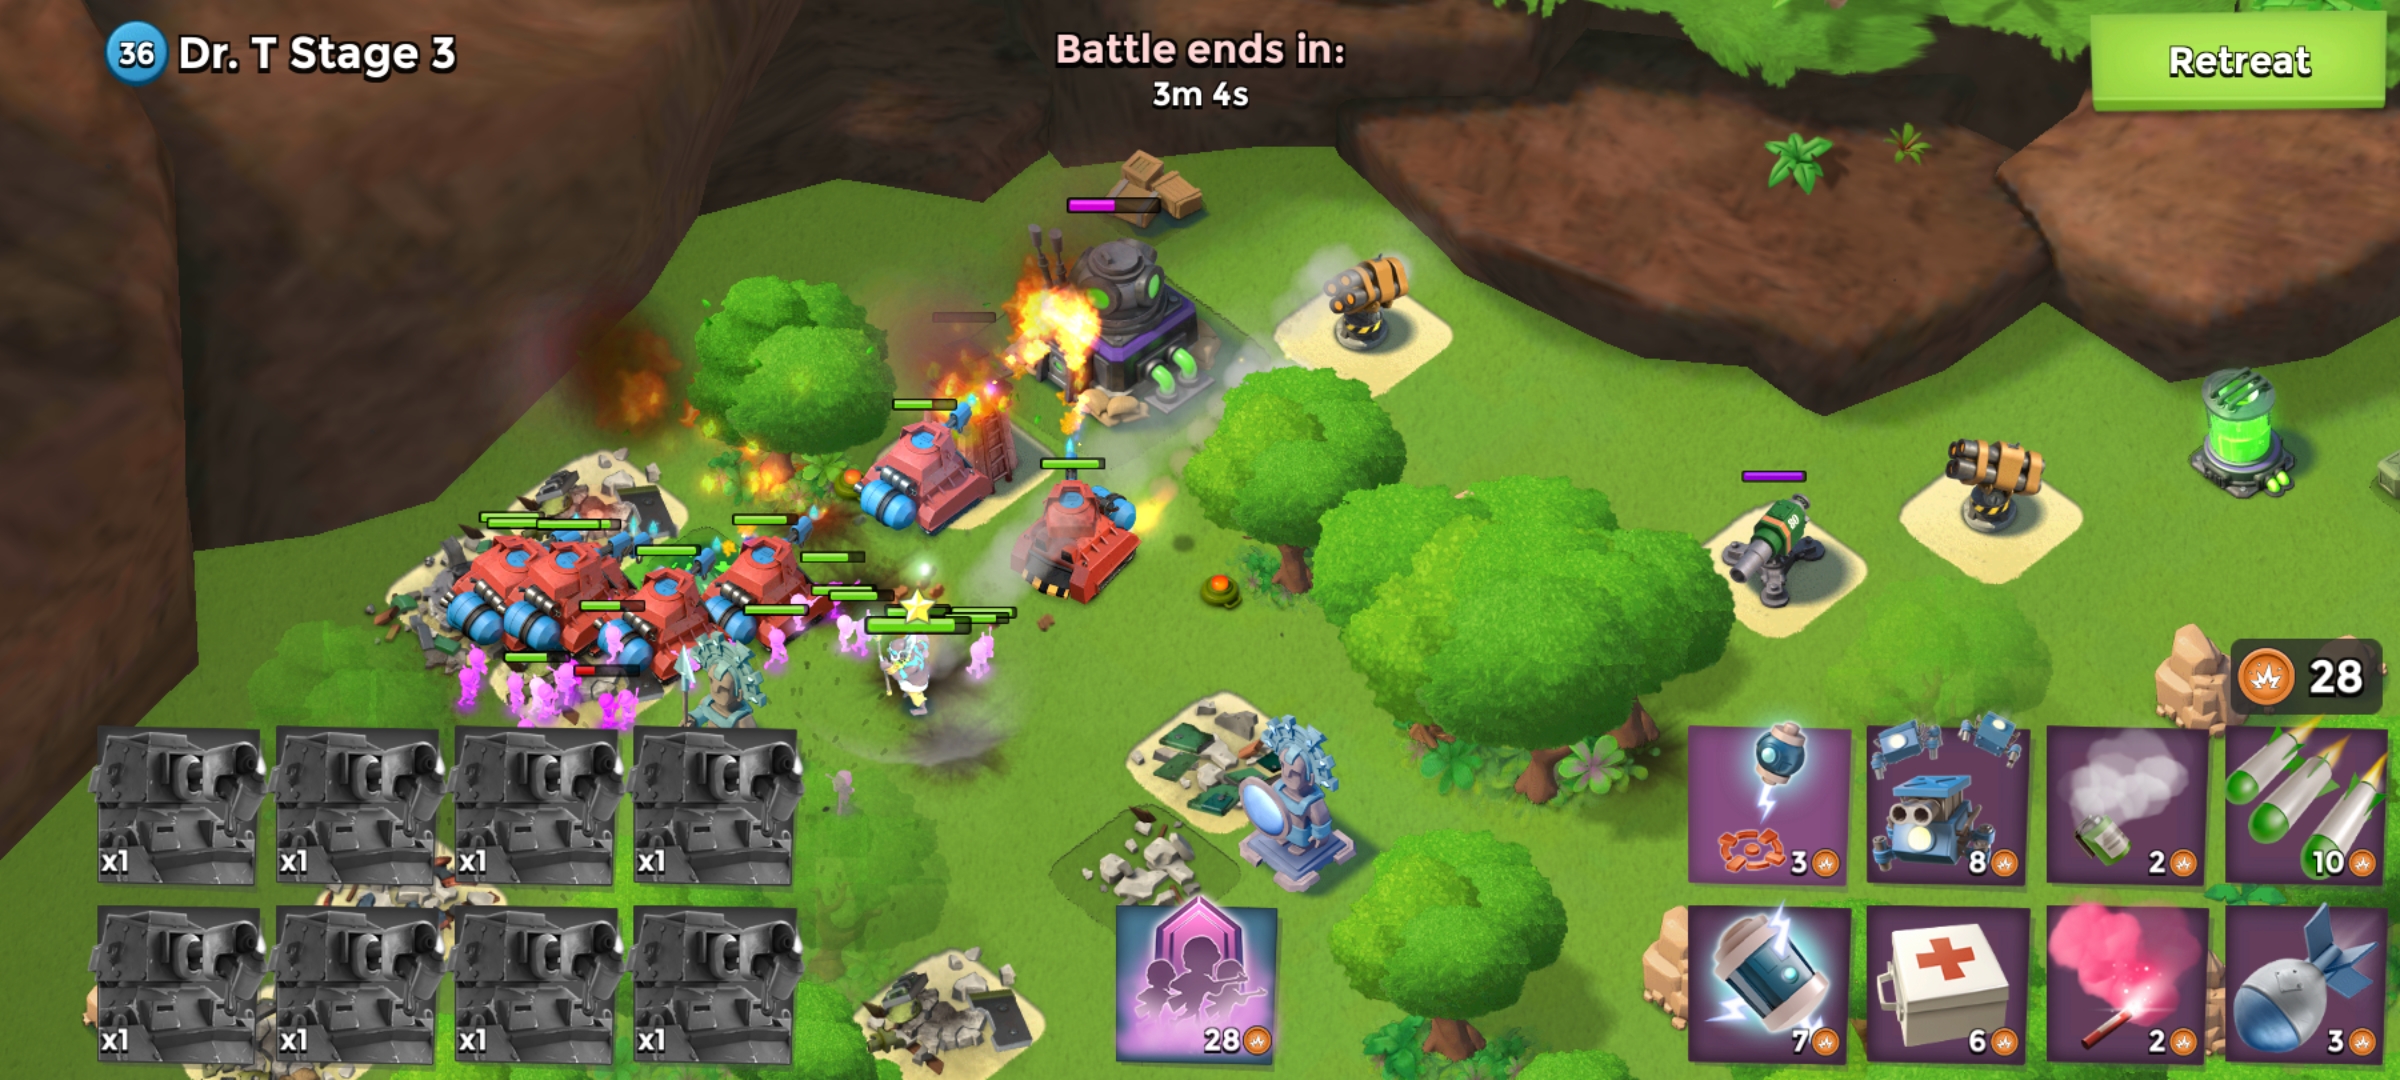 36 Dr. T Stage 3
Battle ends in:
3m 4s
Retreat
28
x1 x1 x1 x1
3 8 2 10
x1 x1 x1 x1
28
7 6 2 3